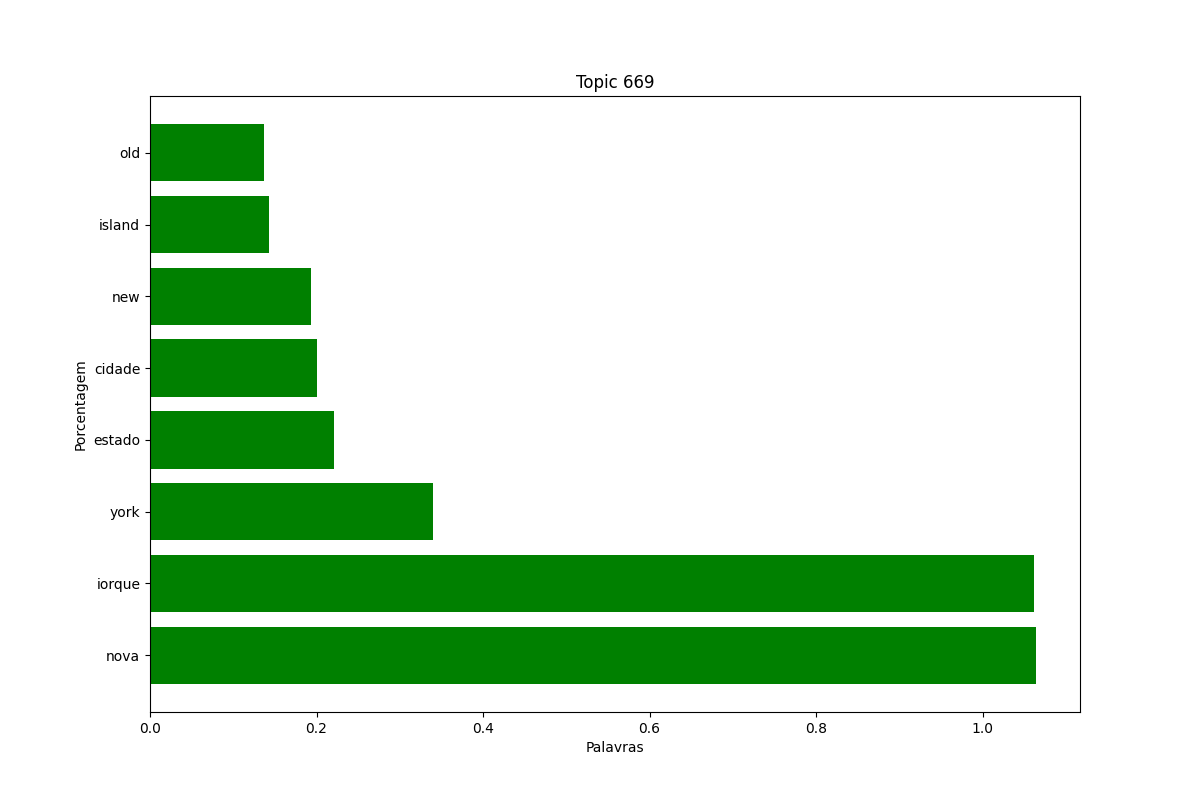 Topic 669
old
island
new
cidade
estado
york
iorque
nova
Porcentagem
0.0 0.2 0.4 0.6 0.8 1.0
Palavras